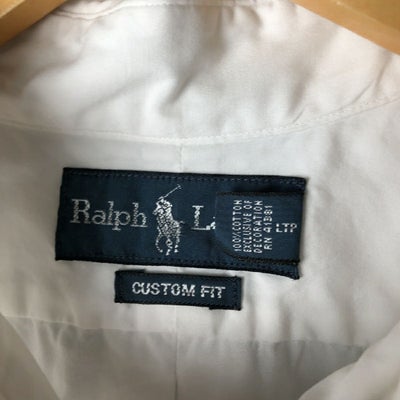 Ralph L
100% COTTON
EXCLUSIVE OF
DECORATION
RN 41381
LTP
CUSTOM FIT